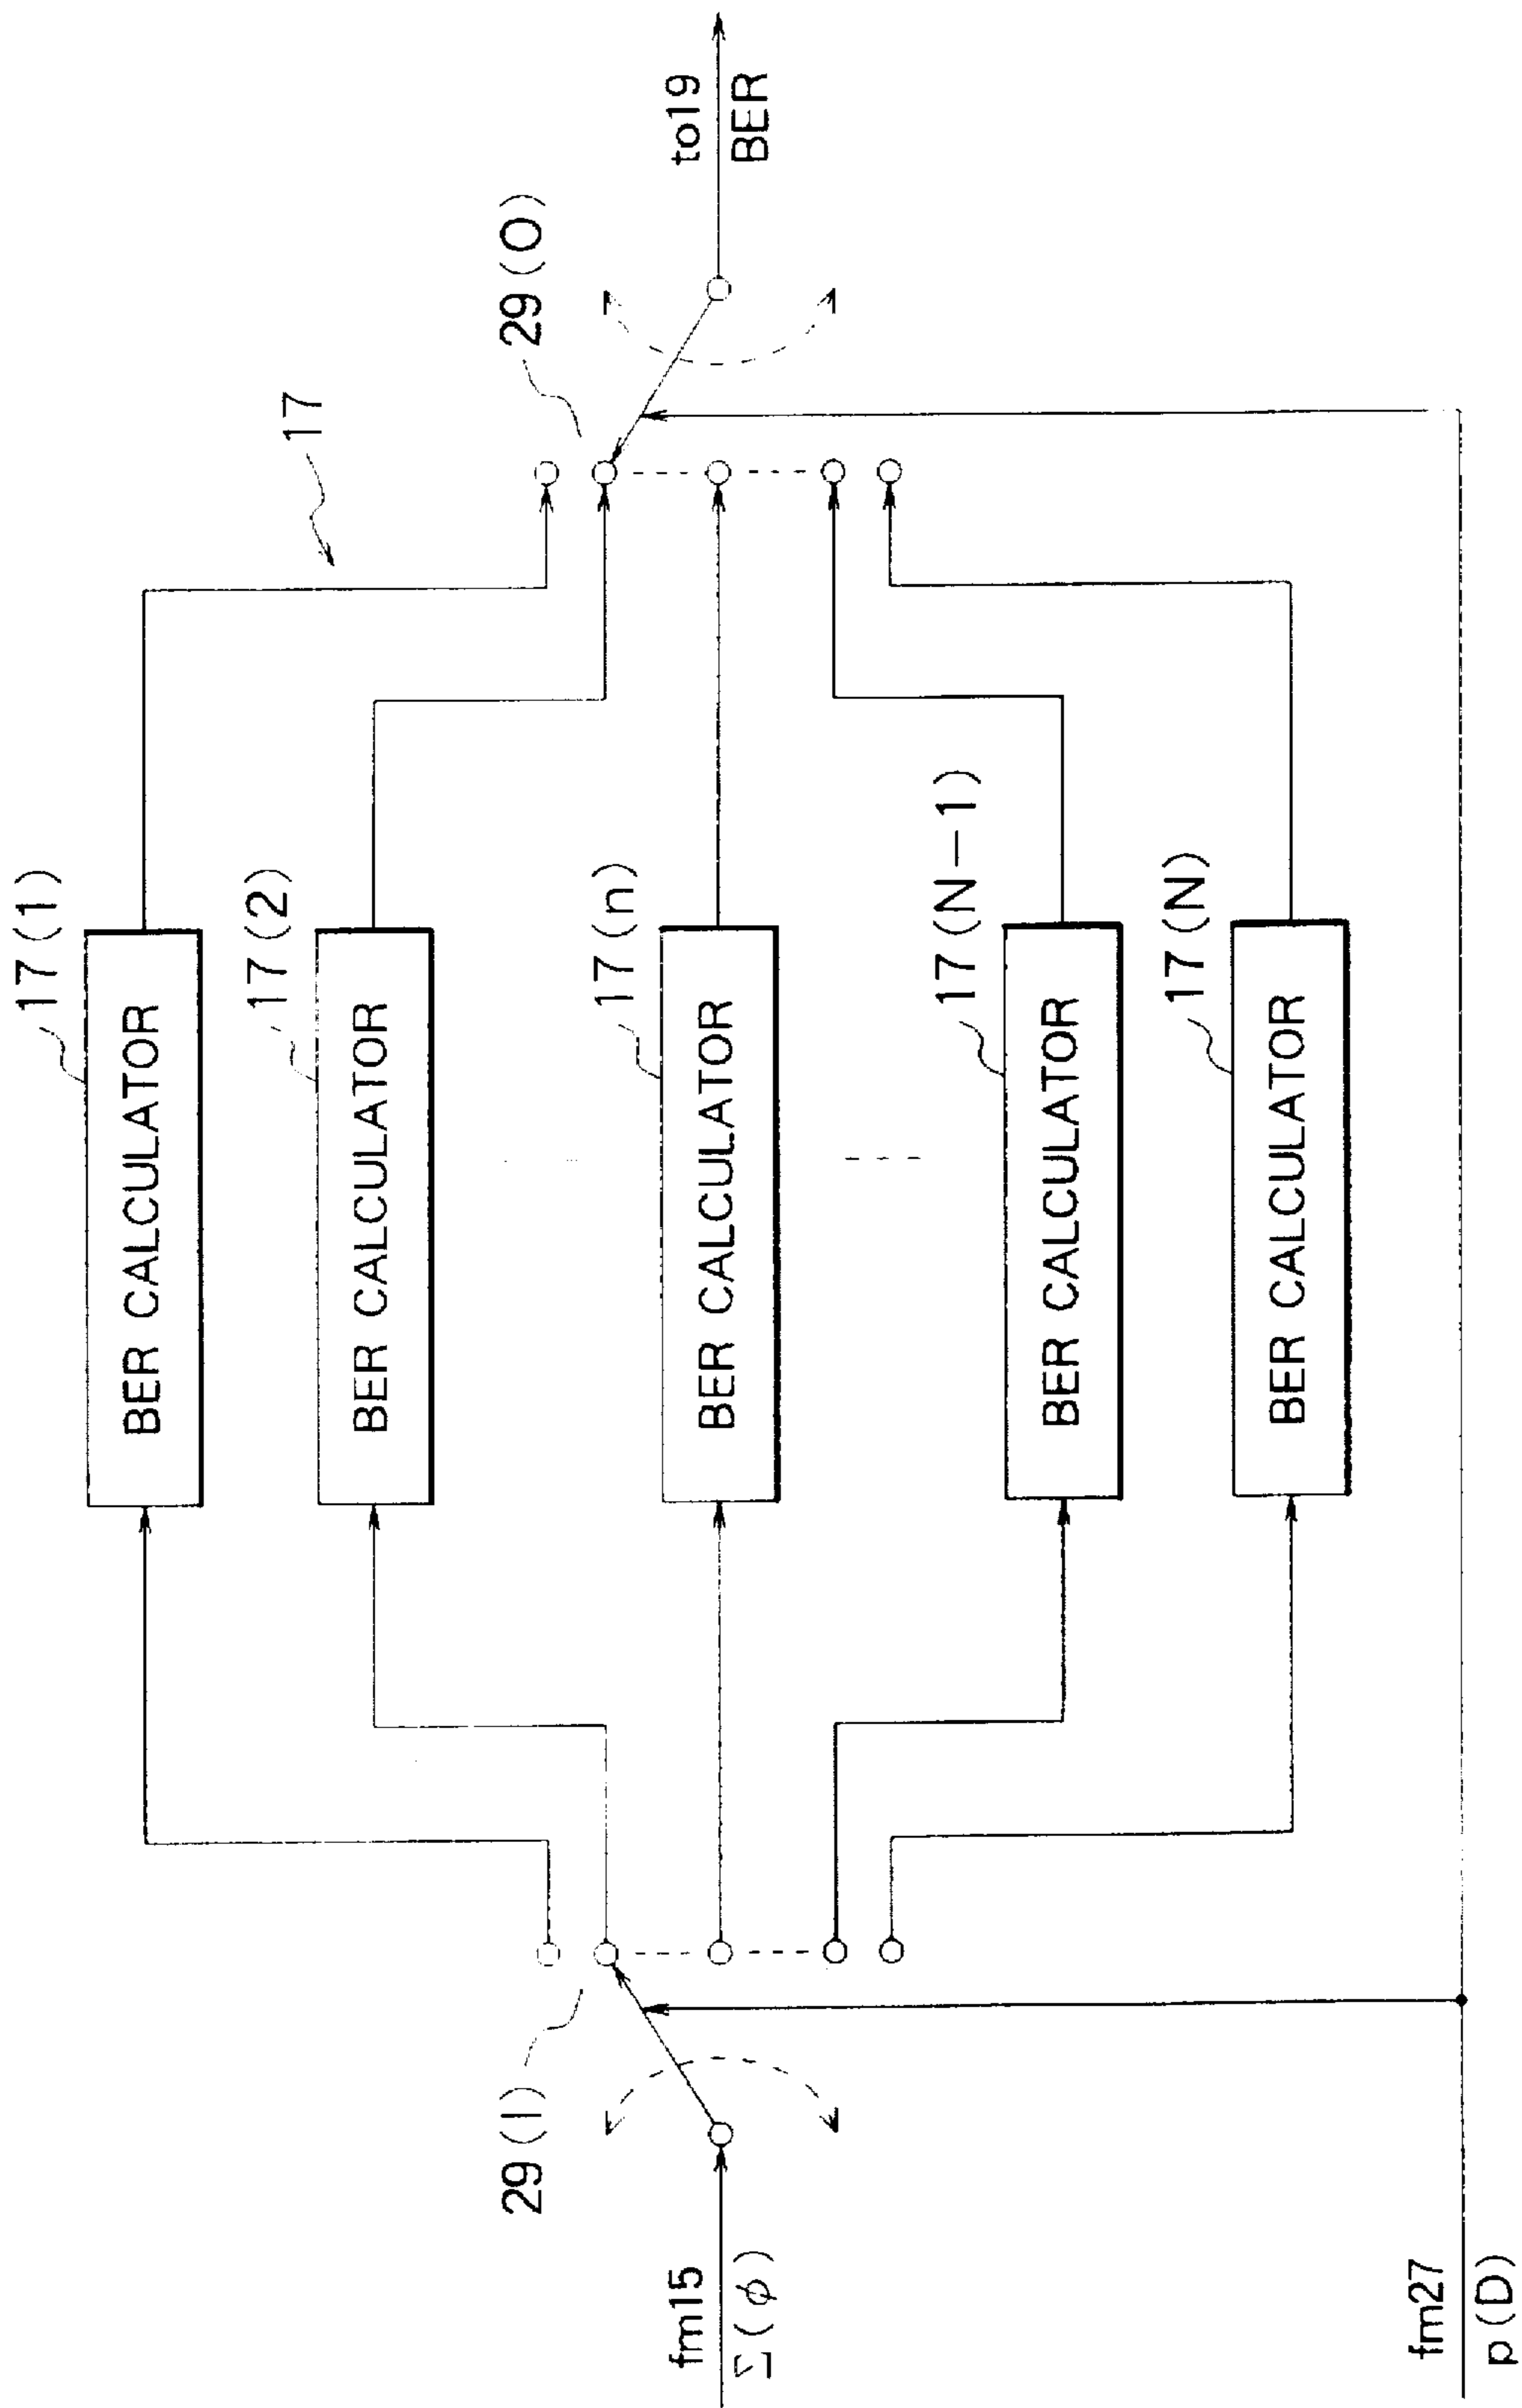 17
17(1)
BER CALCULATOR
17(2)
BER CALCULATOR
29(I)
29(O)
fm15
Σ(ϕ)
17(n)
BER CALCULATOR
to19
BER
17(N-1)
BER CALCULATOR
17(N)
BER CALCULATOR
fm27
p(D)